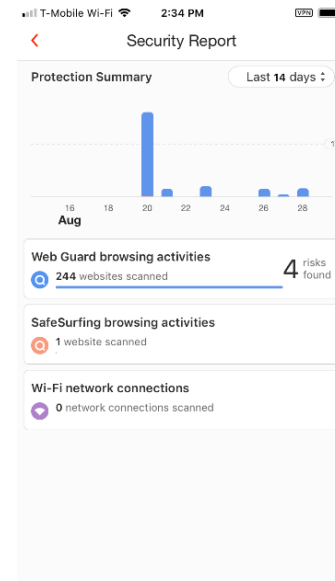 T-Mobile Wi-Fi 2:34 PM VPN
Security Report
Protection Summary Last 14 days
1
16 18 20 22 24 26 28
Aug
Web Guard browsing activities
244 websites scanned
4 risks found
SafeSurfing browsing activities
1 website scanned
Wi-Fi network connections
0 network connections scanned